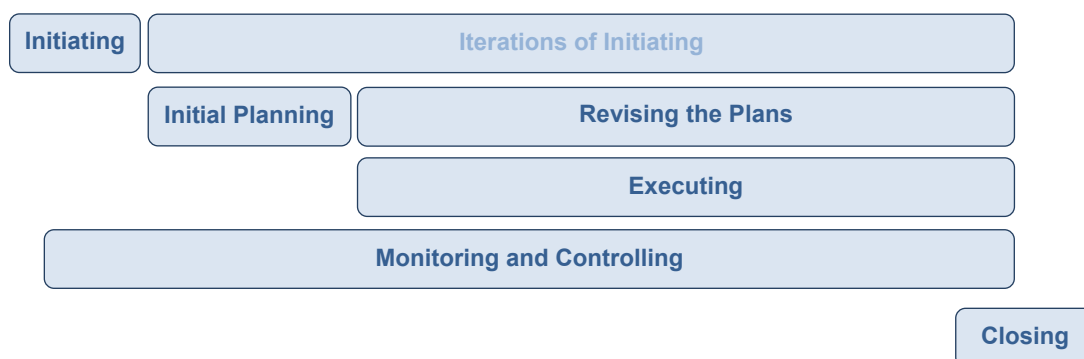 Initiating
Iterations of Initiating
Initial Planning
Revising the Plans
Executing
Monitoring and Controlling
Closing